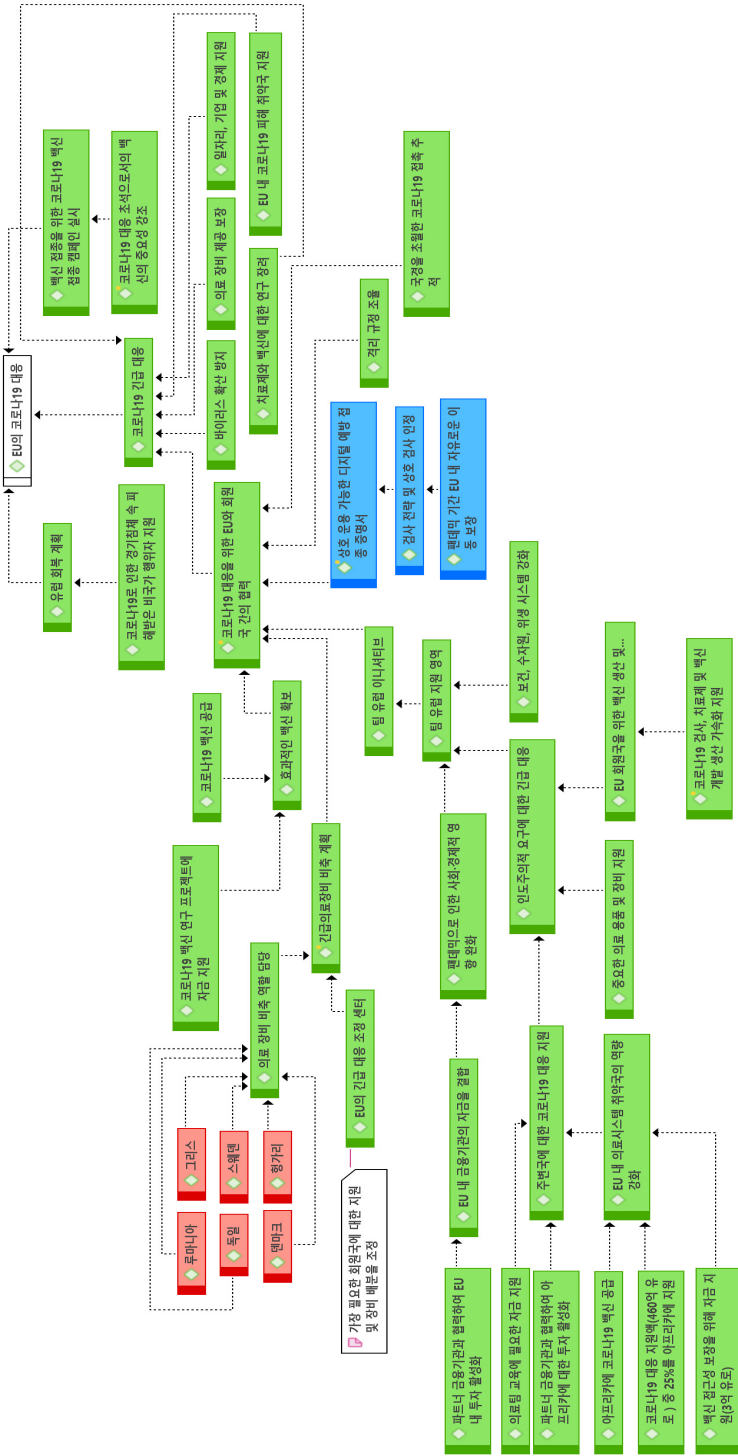 EU의 코로나19 대응
유럽 회복 계획
코로나19로 인한 경기침체 속 피
해받은 비국가 행위자 지원
코로나19 긴급 대응
백신 접종을 위한 코로나19 백신
접종 캠페인 실시
코로나19 대응 초석으로서의 백
신의 중요성 강조
코로나19 대응을 위한 EU와 회원
국 간의 협력
바이러스 확산 방지
의료 장비 제공 보장
일자리, 기업 및 경제 지원
치료제와 백신에 대한 연구 장려
EU 내 코로나19 피해 취약국 지원
코로나19 백신 연구 프로젝트에
자금 지원
코로나19 백신 공급
효과적인 백신 확보
긴급의료장비 비축 계획
의료 장비 비축 역할 담당
루마니아
그리스
독일
스웨덴
덴마크
헝가리
EU의 긴급 대응 조정 센터
가장 필요한 회원국에 대한 지원
및 장비 배분을 조정
상호 운용 가능한 디지털 예방 접
종 증명서
검사 전략 및 상호 검사 인정
팬데믹 기간 EU 내 자유로운 이
동 보장
격리 규정 조율
국경을 초월한 코로나19 접촉 추
적
팀 유럽 이니셔티브
팀 유럽 지원 영역
팬데믹으로 인한 사회·경제적 영
향 완화
EU 내 금융기관의 자금을 결합
파트너 금융기관과 협력하여 EU
내 투자 활성화
인도주의적 요구에 대한 긴급 대응
보건, 수자원, 위생 시스템 강화
주변국에 대한 코로나19 대응 지원
의료팀 교육에 필요한 자금 지원
파트너 금융기관과 협력하여 아
프리카에 대한 투자 활성화
EU 내 의료시스템 취약국의 역량
강화
아프리카에 코로나19 백신 공급
코로나19 대응 지원액(460억 유
로 ) 중 25%를 아프리카에 지원
백신 접근성 보장을 위해 자금 지
원(3억 유로)
중요한 의료 용품 및 장비 지원
EU 회원국을 위한 백신 생산 및...
코로나19 검사, 치료제 및 백신
개발 생산 가속화 지원